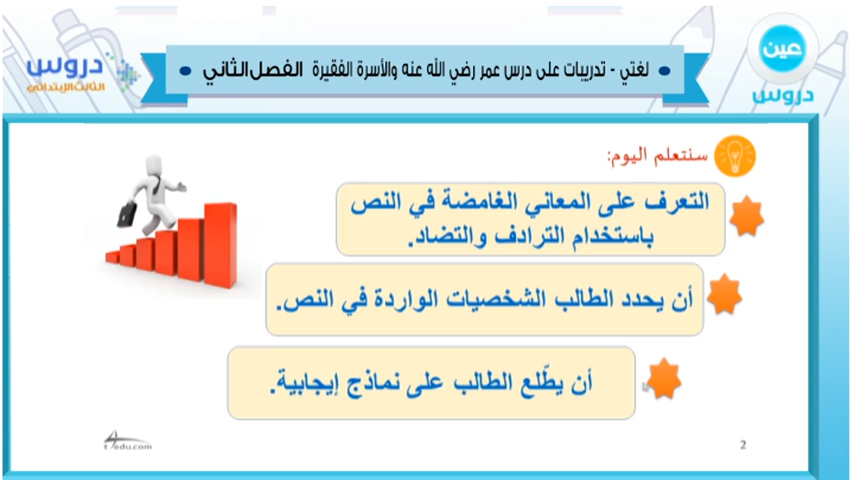 عين
دروس
لغتي - تدريبات على درس عمر رضي الله عنه والأسرة الفقيرة الفصل الثاني
دروس
الثالث الإبتدائي
سنتعلم اليوم:
التعرف على المعاني الغامضة في النص
باستخدام الترادف والتضاد.
أن يحدد الطالب الشخصيات الواردة في النص.
أن يطّلع الطالب على نماذج إيجابية.
t4edu.com
2